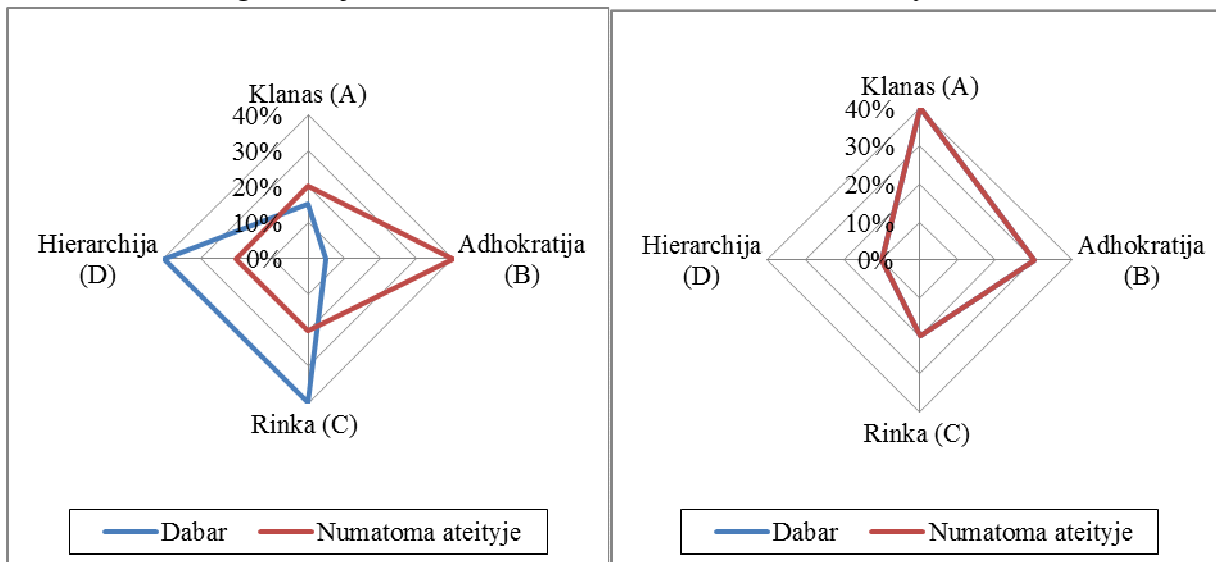 Klanas (A)
40%
30%
20%
10%
0%
Hierarchija
(D)
Adhokratija
(B)
Rinka (C)
Dabar
Numatoma ateityje
Klanas (A)
40%
30%
20%
10%
0%
Hierarchija
(D)
Adhokratija
(B)
Rinka (C)
Dabar
Numatoma ateityje